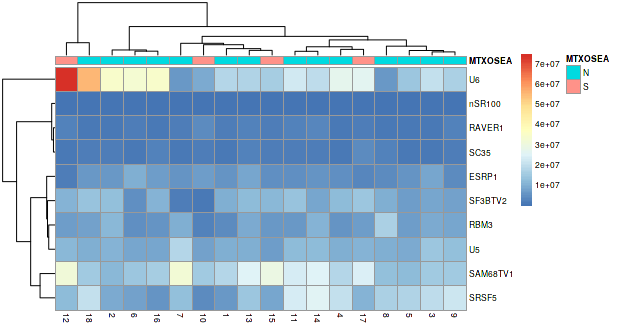 MTXOSEA
U6
nSR100
RAVER1
SC35
ESRP1
SF3BTV2
RBM3
U5
SAM68TV1
SRSF5
12 18 2 6 16 7 10 1 13 15 11 14 4 17 8 5 3 9
7e+07
6e+07
5e+07
4e+07
3e+07
2e+07
1e+07
MTXOSEA
N
S